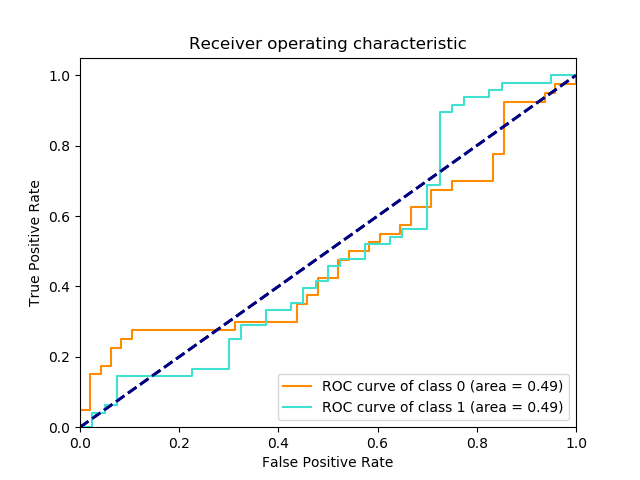 Receiver operating characteristic
True Positive Rate
1.0
0.8
0.6
0.4
0.2
0.0
ROC curve of class 0 (area = 0.49)
ROC curve of class 1 (area = 0.49)
0.0 0.2 0.4 0.6 0.8 1.0
False Positive Rate